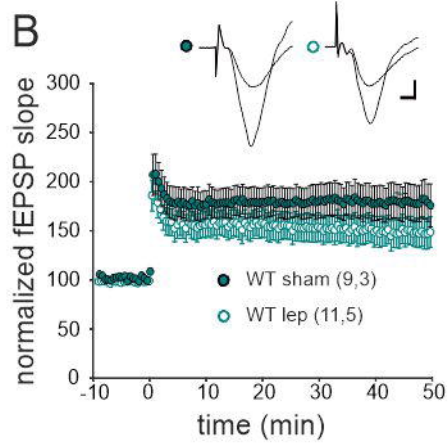 B
300
250
200
150
100
50
0
normalized fEPSP slope
WT sham (9,3)
WT lep (11,5)
-10 0 10 20 30 40 50
time (min)